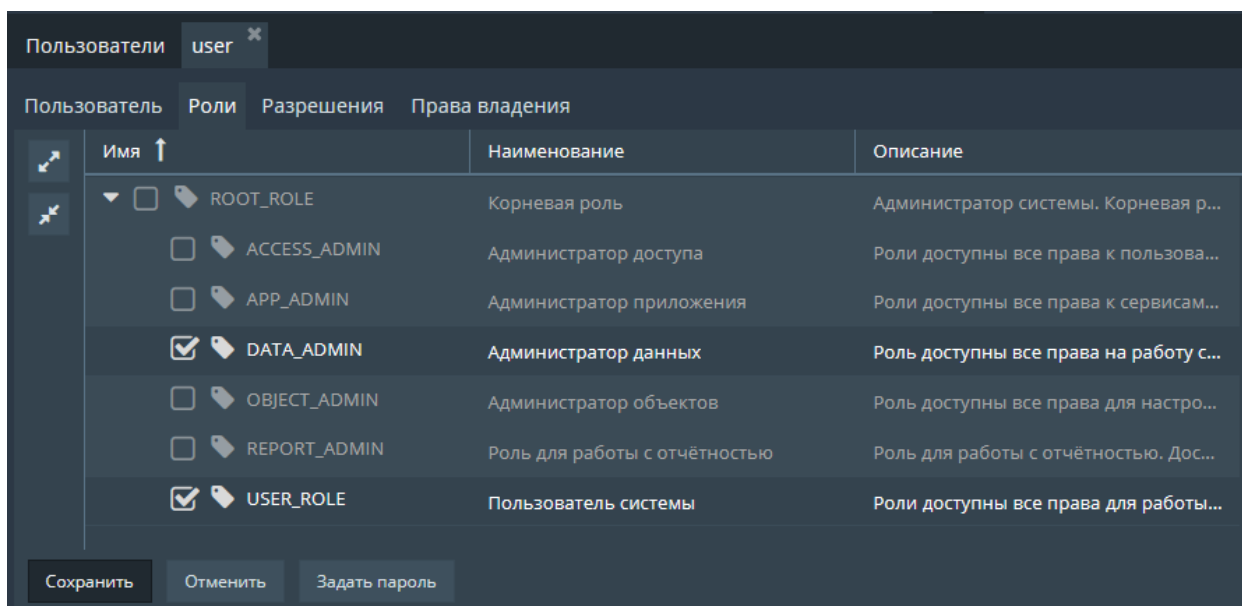 Пользователи user
Пользователь Роли Разрешения Права владения
Имя Наименование Описание
ROOT_ROLE Корневая роль Администратор системы. Корневая р...
ACCESS_ADMIN Администратор доступа Роли доступны все права к пользова...
APP_ADMIN Администратор приложения Роли доступны все права к сервисам...
DATA_ADMIN Администратор данных Роль доступны все права на работу с...
OBJECT_ADMIN Администратор объектов Роли доступны все права для настро...
REPORT_ADMIN Роль для работы с отчётностью Роль для работы с отчётностью. Дос...
USER_ROLE Пользователь системы Роли доступны все права для работы...
Сохранить Отменить Задать пароль